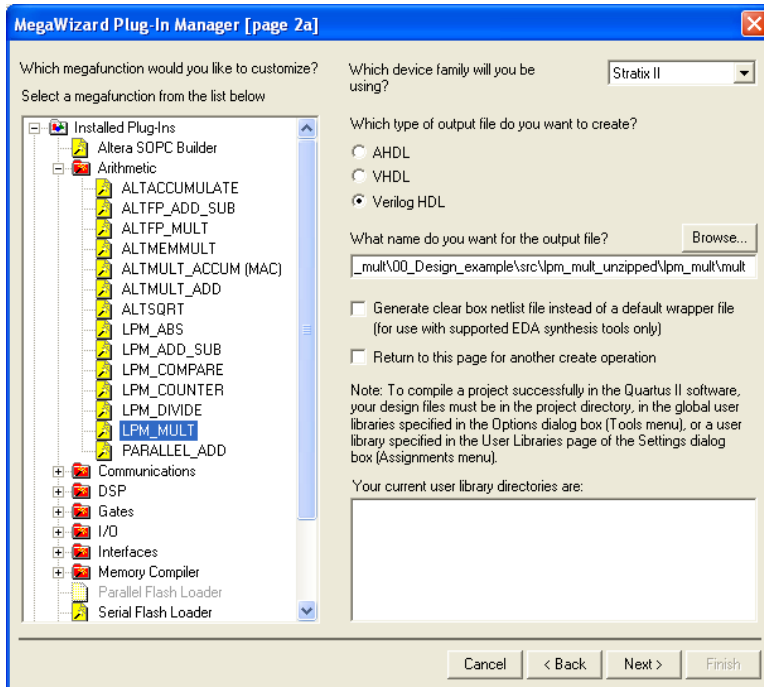 MegaWizard Plug-In Manager [page 2a]
Which megafunction would you like to customize?
Select a megafunction from the list below
Installed Plug-Ins
Altera SOPC Builder
Arithmetic
ALTACCUMULATE
ALTFP_ADD_SUB
ALTFP_MULT
ALTMEMMULT
ALTMULT_ACCUM (MAC)
ALTMULT_ADD
ALTSQRT
LPM_ABS
LPM_ADD_SUB
LPM_COMPARE
LPM_COUNTER
LPM_DIVIDE
LPM_MULT
PARALLEL_ADD
Communications
DSP
Gates
I/O
Interfaces
Memory Compiler
Parallel Flash Loader
Serial Flash Loader
Which device family will you be
using?
Stratix II
Which type of output file do you want to create?
AHDL
VHDL
Verilog HDL
What name do you want for the output file?
Browse...
_mult\00_Design_example\src\lpm_mult_unzipped\lpm_mult\mult
Generate clear box netlist file instead of a default wrapper file
(for use with supported EDA synthesis tools only)
Return to this page for another create operation
Note: To compile a project successfully in the Quartus II software,
your design files must be in the project directory, in the global user
libraries specified in the Options dialog box (Tools menu), or a user
library specified in the User Libraries page of the Settings dialog
box (Assignments menu).
Your current user library directories are:
Cancel
< Back
Next >
Finish